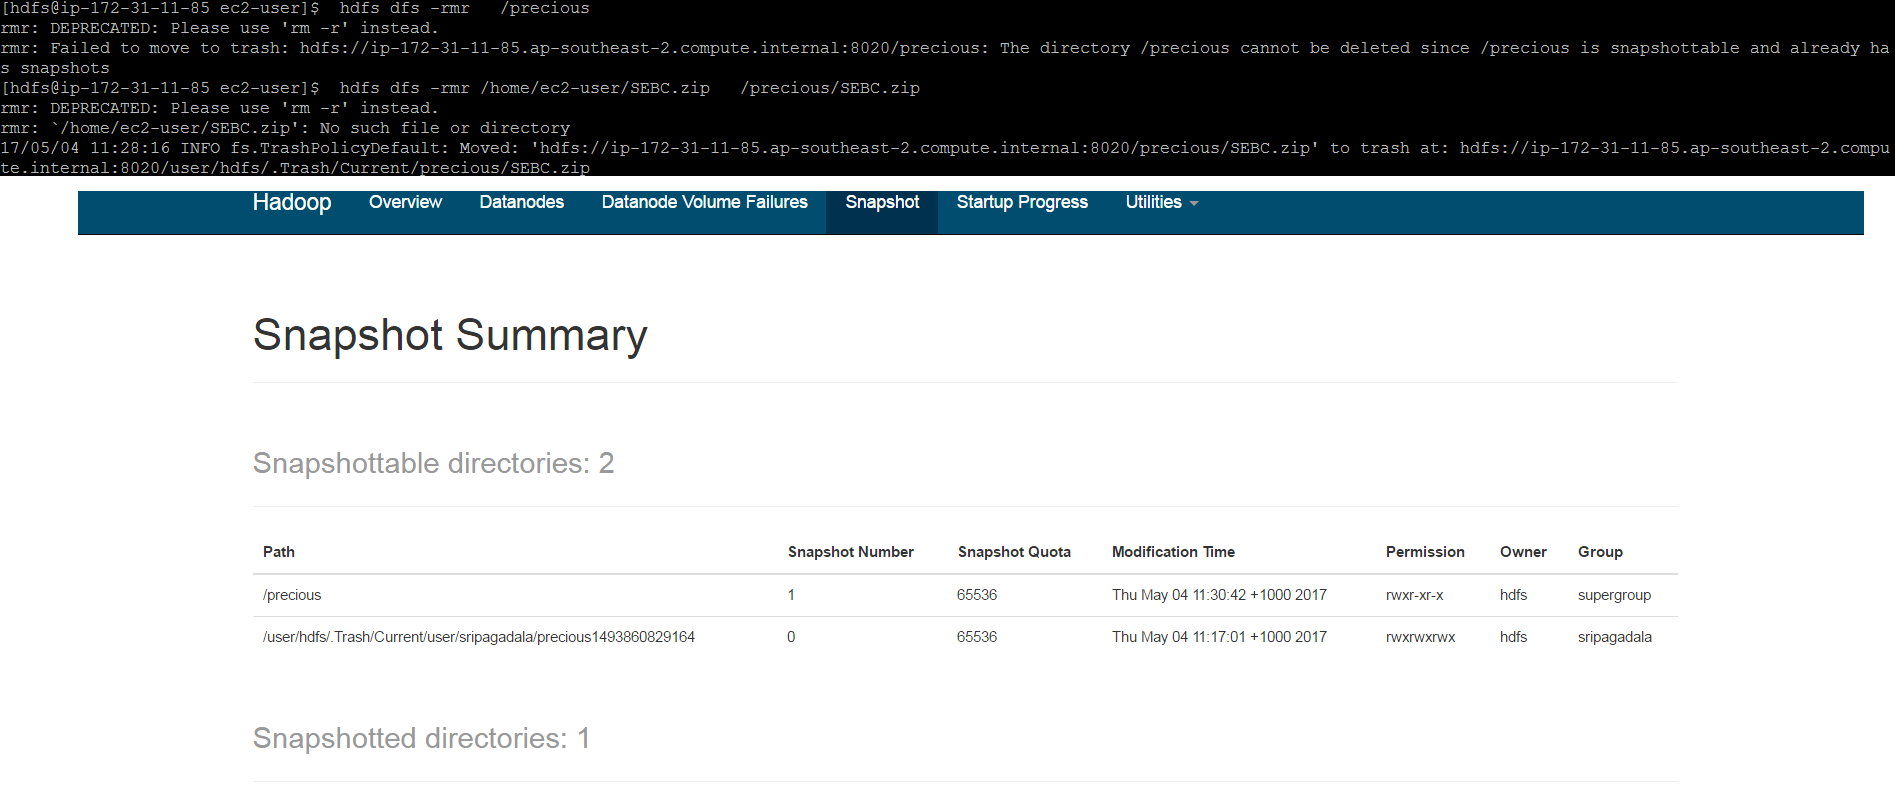 [hdfs@ip-172-31-11-85 ec2-user]$  hdfs dfs -rmr   /precious
rmr: DEPRECATED: Please use 'rm -r' instead.
rmr: Failed to move to trash: hdfs://ip-172-31-11-85.ap-southeast-2.compute.internal:8020/precious: The directory /precious cannot be deleted since /precious is snapshottable and already ha
s snapshots
[hdfs@ip-172-31-11-85 ec2-user]$  hdfs dfs -rmr /home/ec2-user/SEBC.zip   /precious/SEBC.zip
rmr: DEPRECATED: Please use 'rm -r' instead.
rmr: `/home/ec2-user/SEBC.zip': No such file or directory
17/05/04 11:28:16 INFO fs.TrashPolicyDefault: Moved: 'hdfs://ip-172-31-11-85.ap-southeast-2.compute.internal:8020/precious/SEBC.zip' to trash at: hdfs://ip-172-31-11-85.ap-southeast-2.compu
te.internal:8020/user/hdfs/.Trash/Current/precious/SEBC.zip
Hadoop Overview Datanodes Datanode Volume Failures Snapshot Startup Progress Utilities
Snapshot Summary
Snapshottable directories: 2
Path Snapshot Number Snapshot Quota Modification Time Permission Owner Group
/precious 1 65536 Thu May 04 11:30:42 +1000 2017 rwxr-xr-x hdfs supergroup
/user/hdfs/.Trash/Current/user/sripagadala/precious1493860829164 0 65536 Thu May 04 11:17:01 +1000 2017 rwxrwxrwx hdfs sripagadala
Snapshotted directories: 1